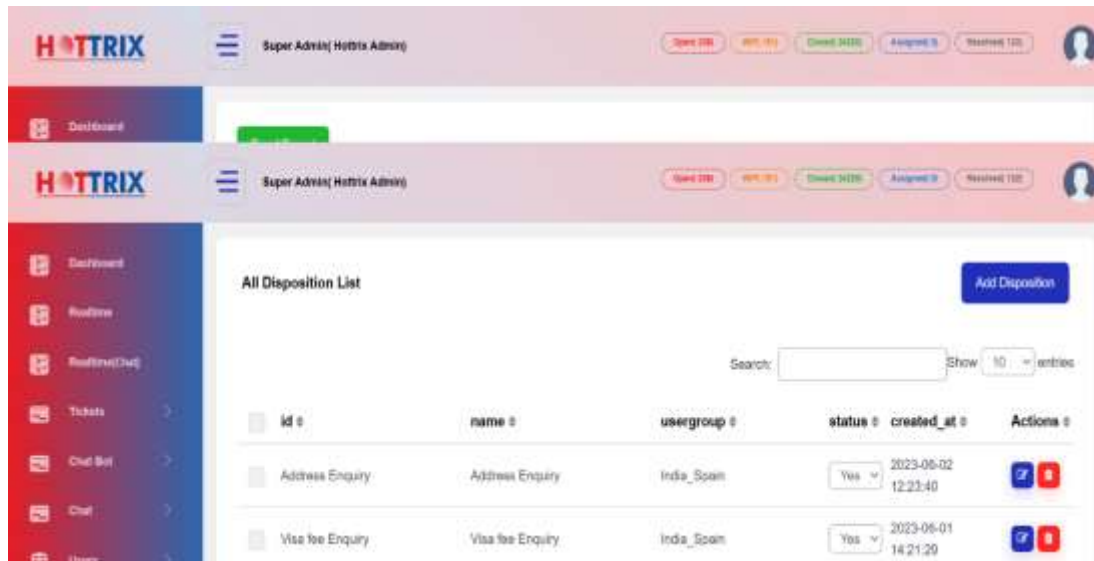 HOTTRIX
Super Admin( Hottrix Admin)
Dashboard
HOTTRIX
Super Admin( Hottrix Admin)
Dashboard
All Disposition List
Add Disposition
Realtime
Realtime(Chat)
Search:
Show 10 entries
Tickets
id name usergroup status created_at Actions
Chat Bot
Address Enquiry Address Enquiry India_Spain Yes 2023-06-02
12:23:40
Chat
Visa fee Enquiry Visa fee Enquiry India_Spain Yes 2023-06-01
14:21:29
Users